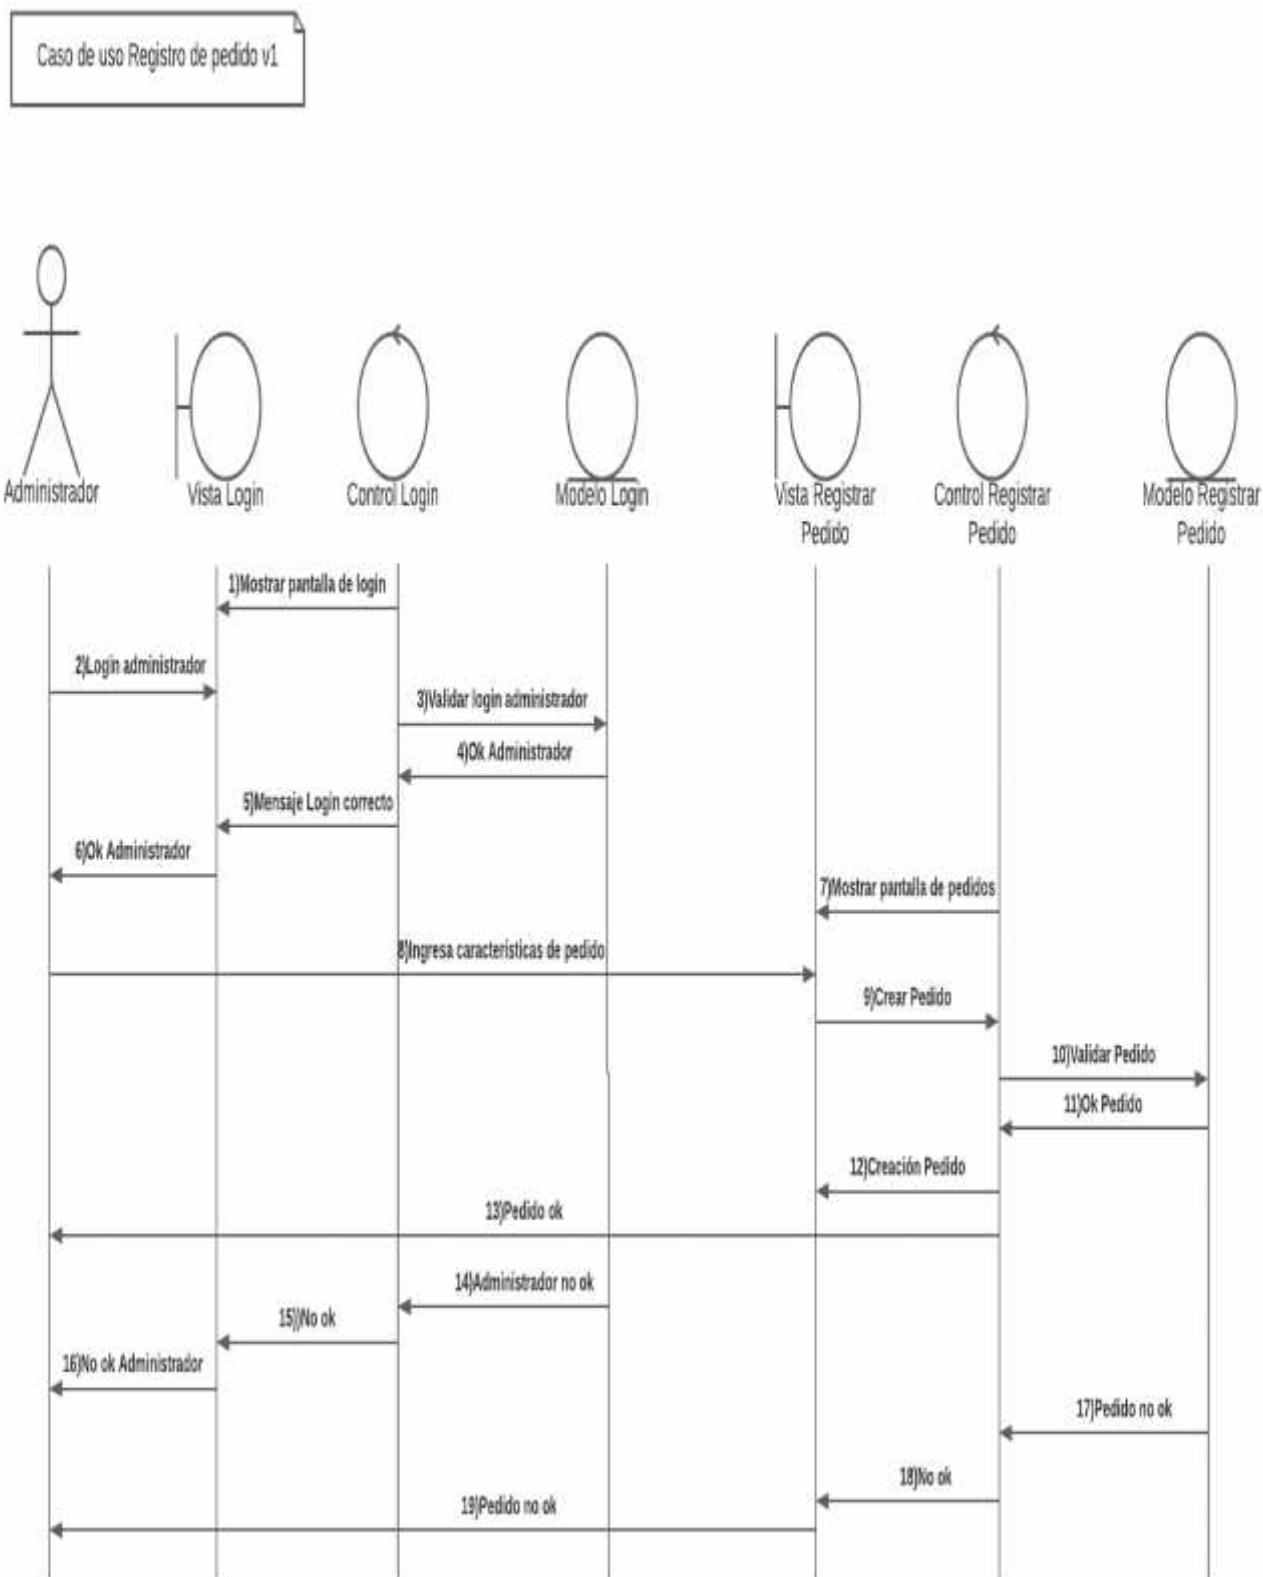 Caso de uso Registro de pedido v1
Administrador
Vista Login
Control Login
Modelo Login
Vista Registrar
Pedido
Control Registrar
Pedido
Modelo Registrar
Pedido
1)Mostrar pantalla de login
2)Login administrador
3)Validar login administrador
4)Ok Administrador
5)Mensaje Login correcto
6)Ok Administrador
7)Mostrar pantalla de pedidos
8)Ingresa características de pedido
9)Crear Pedido
10)Validar Pedido
11)Ok Pedido
12)Creación Pedido
13)Pedido ok
14)Administrador no ok
15))No ok
16)No ok Administrador
17)Pedido no ok
18)No ok
19)Pedido no ok